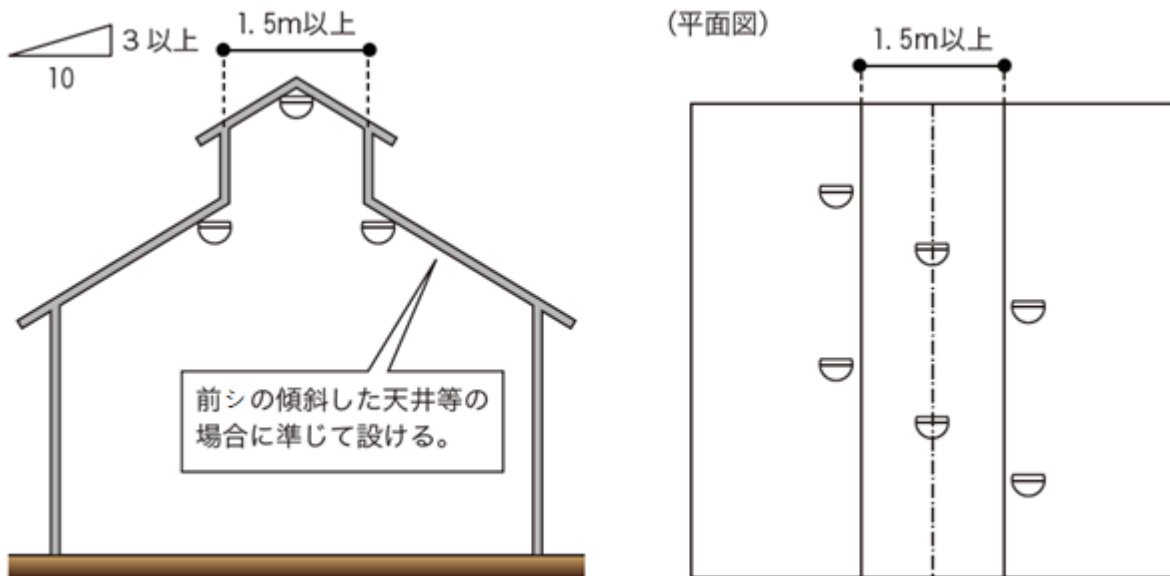 3以上
10
1.5m以上
前シの傾斜した天井等の
場合に準じて設ける。
(平面図)
1.5m以上